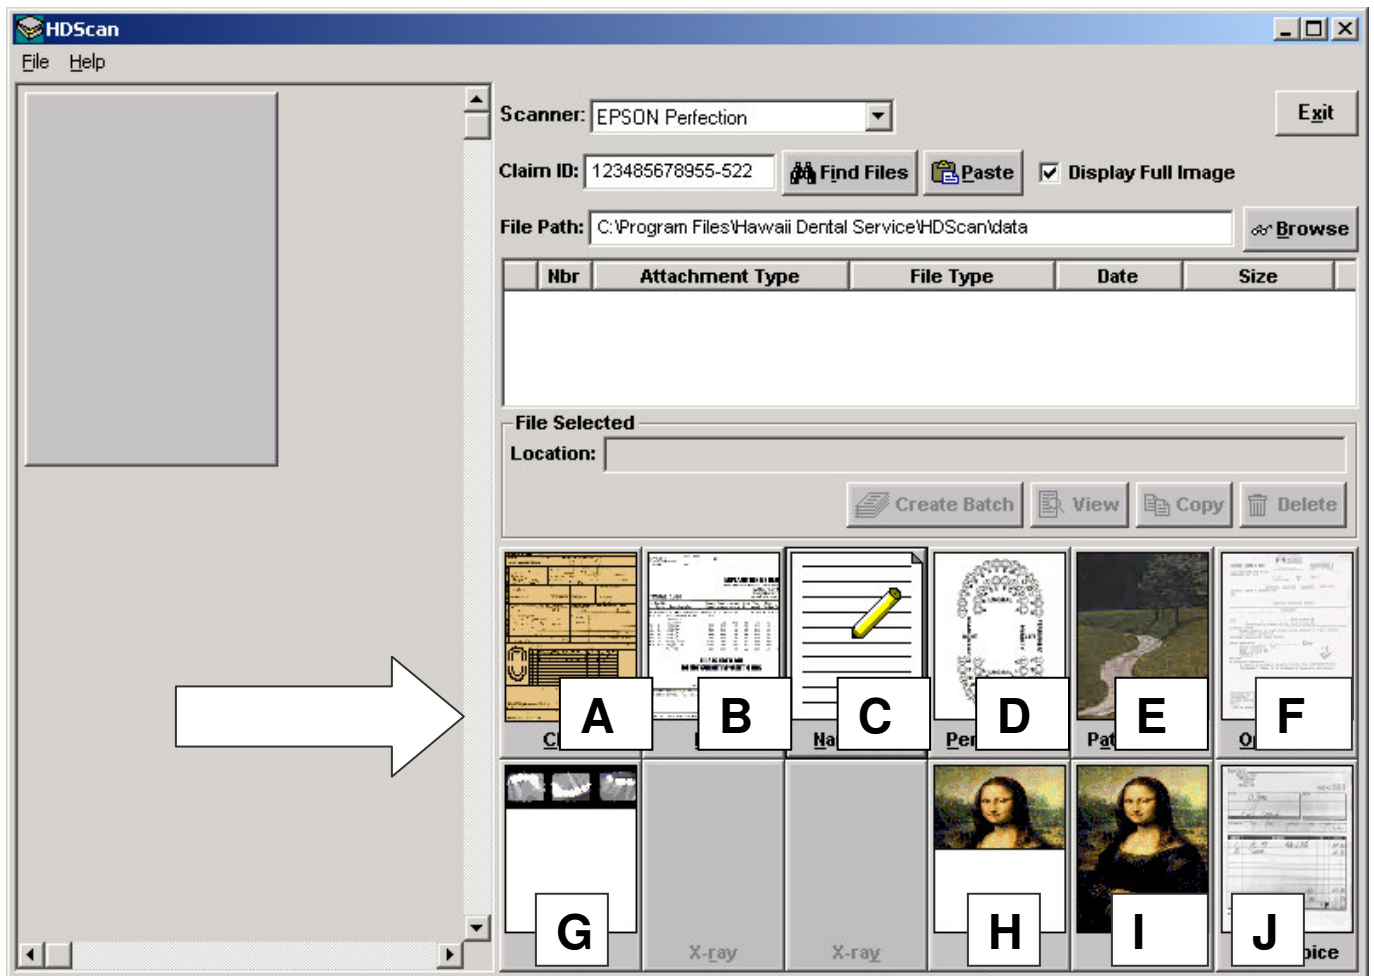 HDScan
File Help
Scanner: EPSON Perfection Exit
Claim ID: 123485678955-522 Find Files Paste Display Full Image
File Path: C:\Program Files\Hawaii Dental Service\HDScan\data Browse
Nbr Attachment Type File Type Date Size
File Selected
Location:
Create Batch View Copy Delete
A B C D E F
G H I J
X-ray X-ray